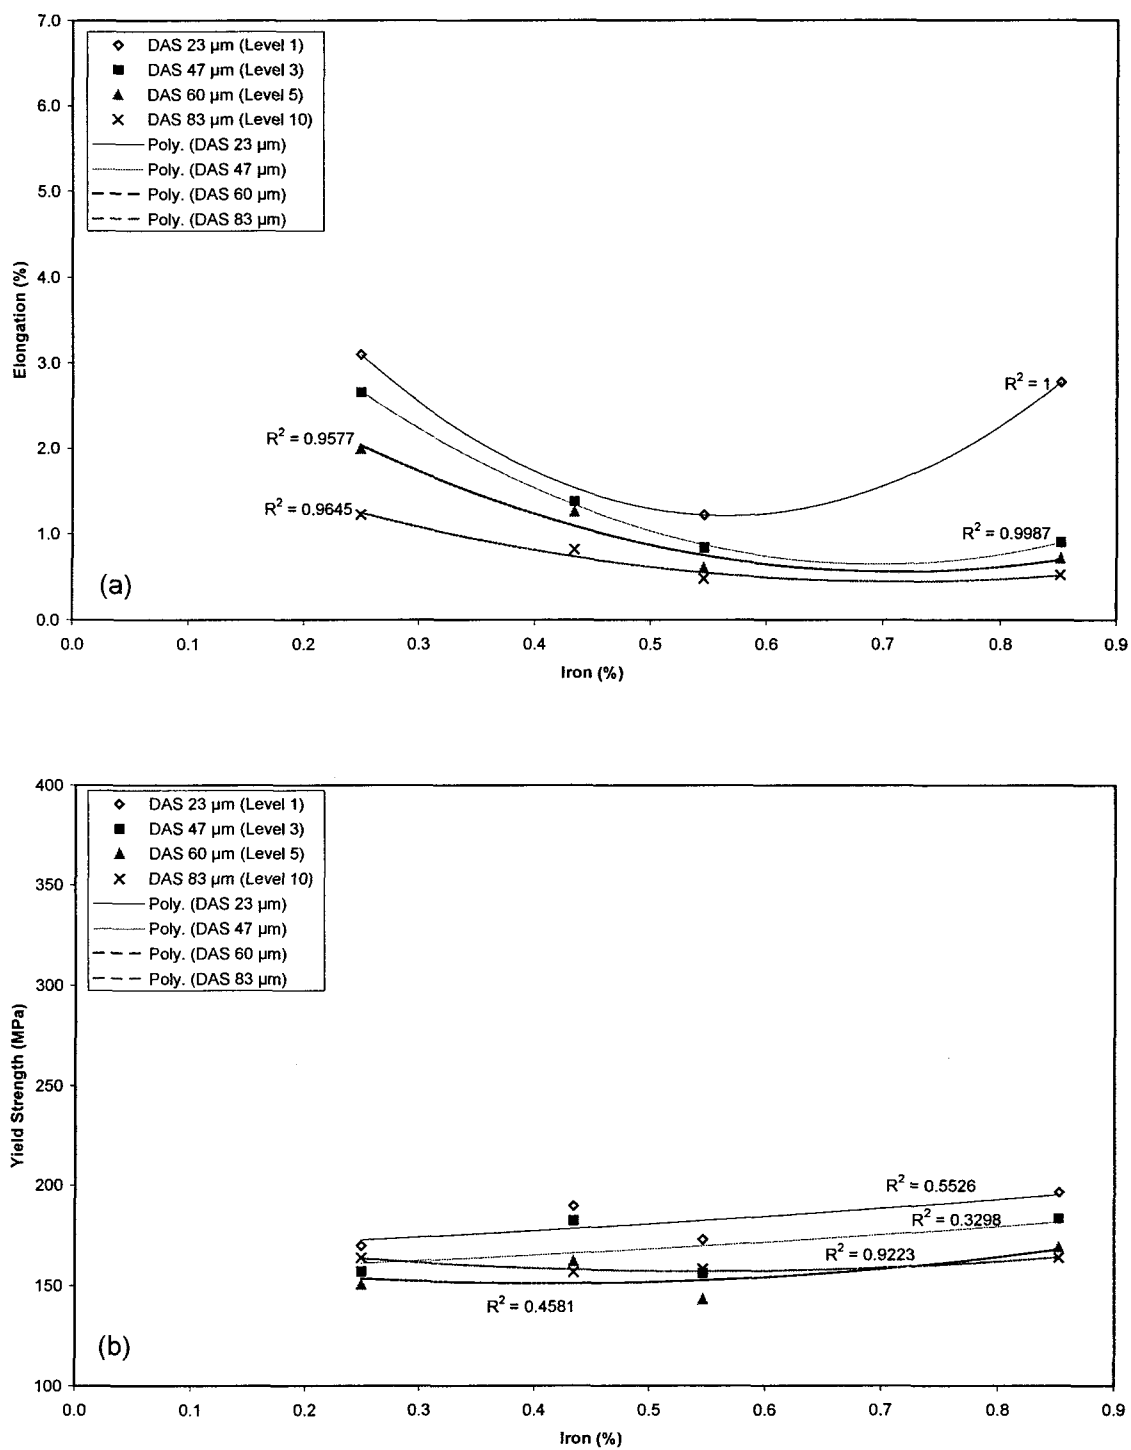 7.0
6.0
5.0
4.0
3.0
2.0
1.0
0.0
Elongation (%)
DAS 23 µm (Level 1)
DAS 47 µm (Level 3)
DAS 60 µm (Level 5)
DAS 83 µm (Level 10)
Poly. (DAS 23 µm)
Poly. (DAS 47 µm)
Poly. (DAS 60 µm)
Poly. (DAS 83 µm)
R² = 1
R² = 0.9577
R² = 0.9645
R² = 0.9987
(a)
0.0 0.1 0.2 0.3 0.4 0.5 0.6 0.7 0.8 0.9
Iron (%)
400
350
300
250
200
150
100
Yield Strength (MPa)
DAS 23 µm (Level 1)
DAS 47 µm (Level 3)
DAS 60 µm (Level 5)
DAS 83 µm (Level 10)
Poly. (DAS 23 µm)
Poly. (DAS 47 µm)
Poly. (DAS 60 µm)
Poly. (DAS 83 µm)
R² = 0.5526
R² = 0.3298
R² = 0.9223
R² = 0.4581
(b)
0.0 0.1 0.2 0.3 0.4 0.5 0.6 0.7 0.8 0.9
Iron (%)